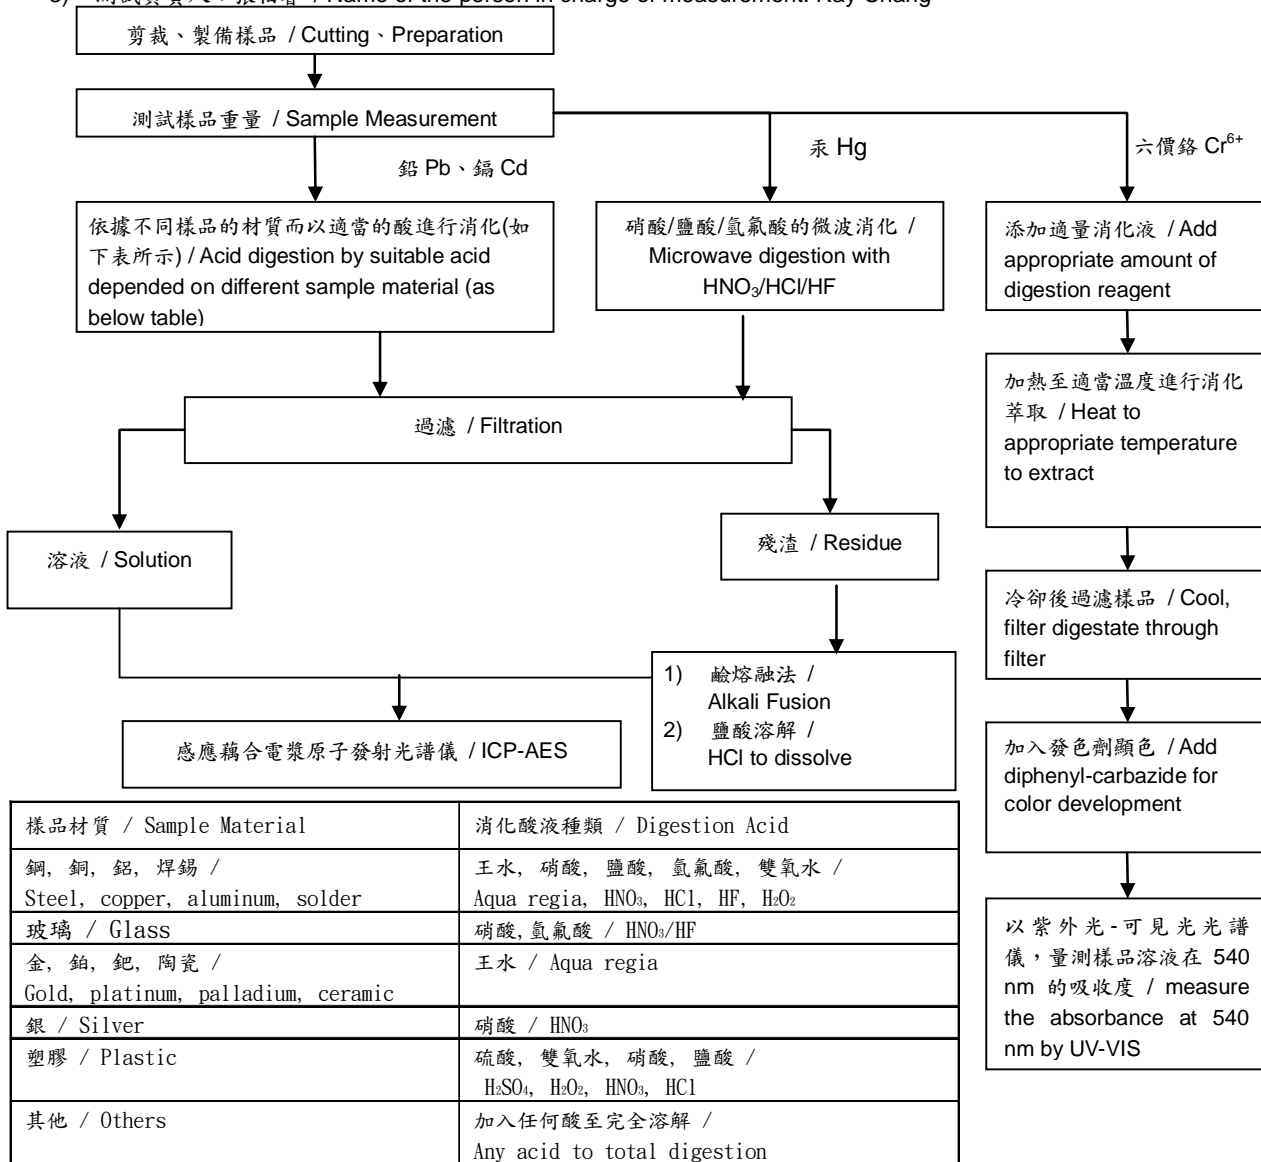 Name of the person in charge of measurement: Ray Chang
剪裁、製備樣品 / Cutting、Preparation
測試樣品重量 / Sample Measurement
鉛 Pb、鎘 Cd
汞 Hg
六價鉻 Cr⁶⁺
依據不同樣品的材質而以適當的酸進行消化(如
下表所示) / Acid digestion by suitable acid
depended on different sample material (as
below table)
硝酸/鹽酸/氫氟酸的微波消化 /
Microwave digestion with
HNO₃/HCl/HF
添加適量消化液 / Add
appropriate amount of
digestion reagent
加熱至適當溫度進行消化
萃取 / Heat to
appropriate temperature
to extract
過濾 / Filtration
溶液 / Solution
殘渣 / Residue
冷卻後過濾樣品 / Cool,
filter digestate through
filter
1) 鹼熔融法 /
Alkali Fusion
2) 鹽酸溶解 /
HCl to dissolve
感應藕合電漿原子發射光譜儀 / ICP-AES
加入發色劑顯色 / Add
diphenyl-carbazide for
color development
以紫外光-可見光光譜
儀，量測樣品溶液在 540
nm 的吸收度 / measure
the absorbance at 540
nm by UV-VIS
樣品材質 / Sample Material
消化酸液種類 / Digestion Acid
鋼, 銅, 鋁, 焊錫 /
Steel, copper, aluminum, solder
王水, 硝酸, 鹽酸, 氫氟酸, 雙氧水 /
Aqua regia, HNO₃, HCl, HF, H₂O₂
玻璃 / Glass
硝酸,氫氟酸 / HNO₃/HF
金, 鉑, 鈀, 陶瓷 /
Gold, platinum, palladium, ceramic
王水 / Aqua regia
銀 / Silver
硝酸 / HNO₃
塑膠 / Plastic
硫酸, 雙氧水, 硝酸, 鹽酸 /
H₂SO₄, H₂O₂, HNO₃, HCl
其他 / Others
加入任何酸至完全溶解 /
Any acid to total digestion